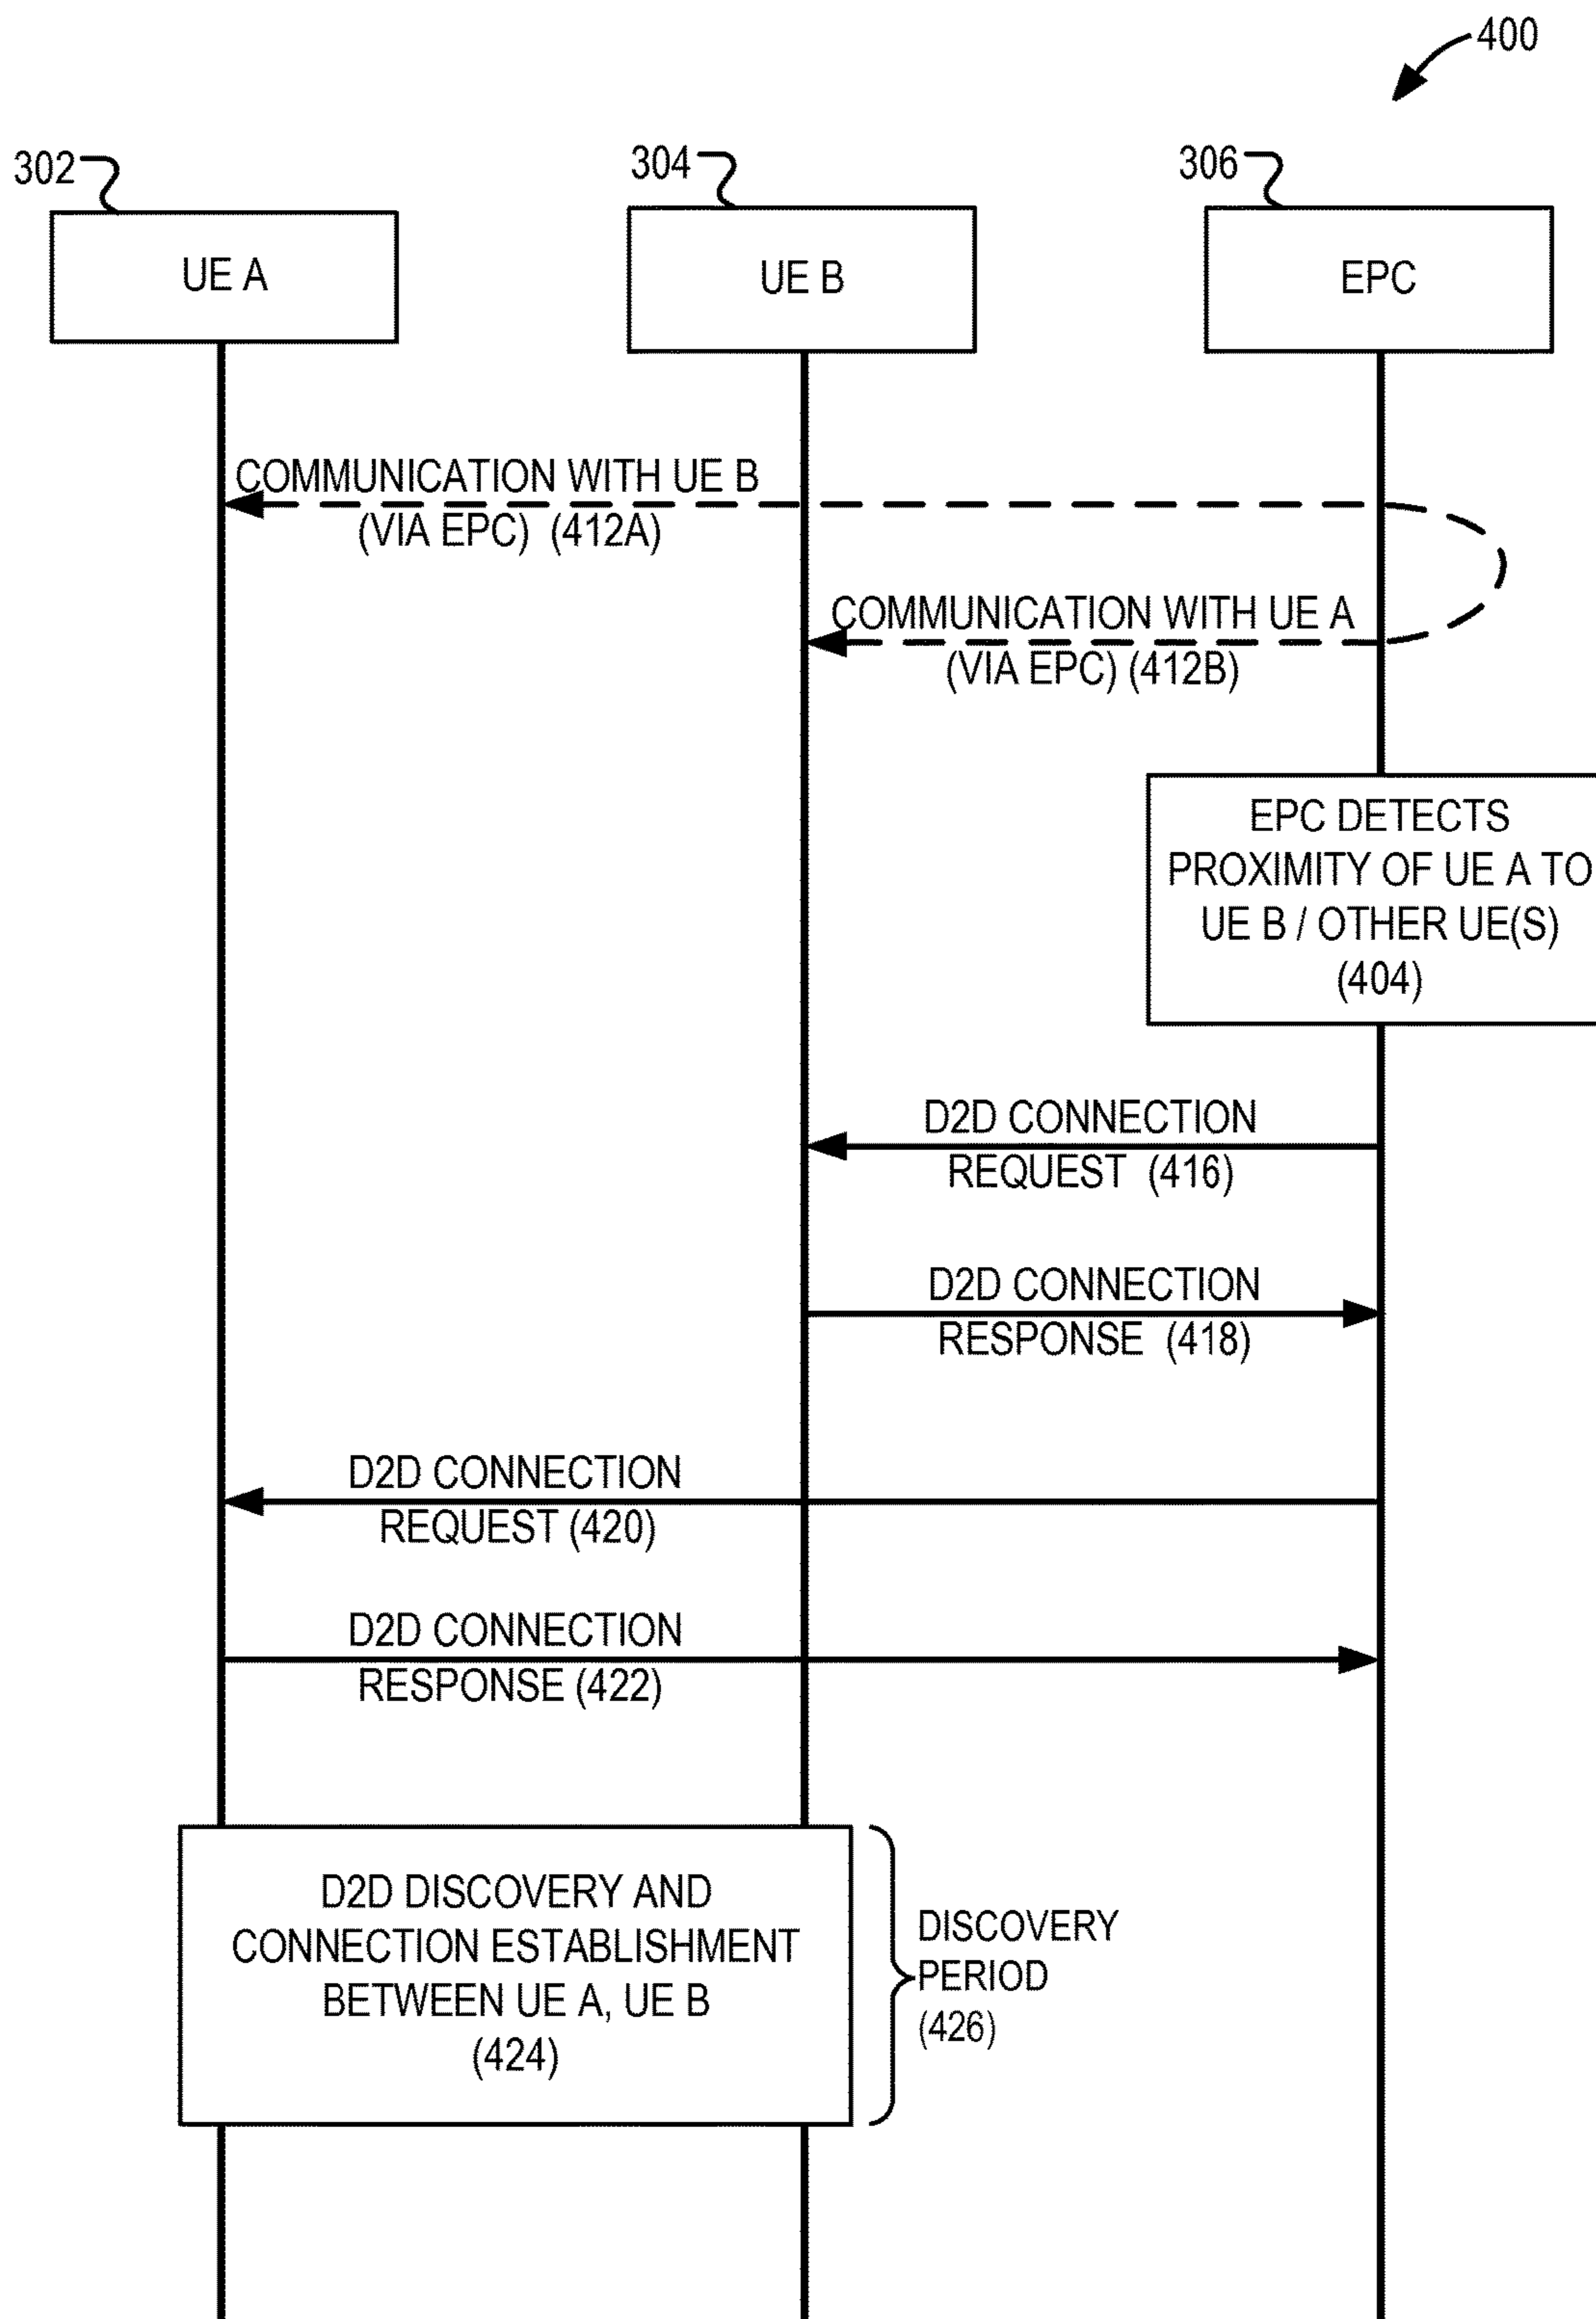 400
302
304
306
UE A
UE B
EPC
COMMUNICATION WITH UE B
(VIA EPC) (412A)
COMMUNICATION WITH UE A
(VIA EPC) (412B)
EPC DETECTS
PROXIMITY OF UE A TO
UE B / OTHER UE(S)
(404)
D2D CONNECTION
REQUEST (416)
D2D CONNECTION
RESPONSE (418)
D2D CONNECTION
REQUEST (420)
D2D CONNECTION
RESPONSE (422)
D2D DISCOVERY AND
CONNECTION ESTABLISHMENT
BETWEEN UE A, UE B
(424)
DISCOVERY
PERIOD
(426)